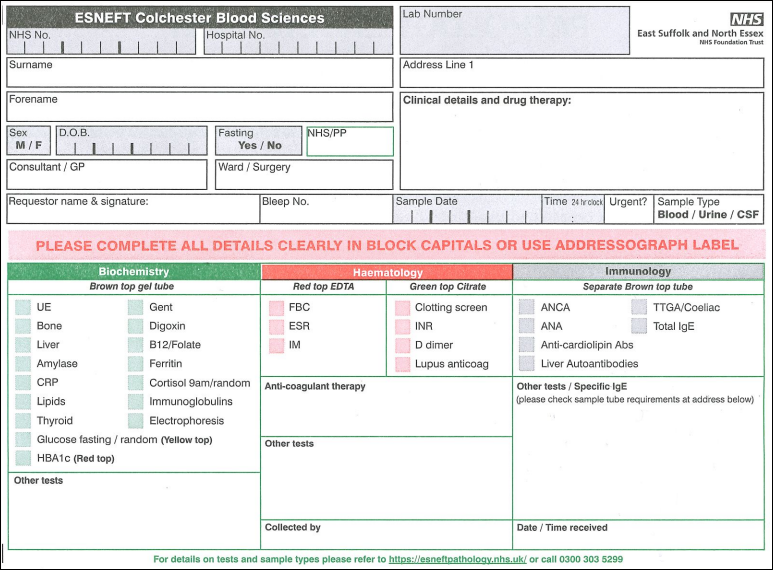 ESNEFT Colchester Blood Sciences
NHS No.
Hospital No.
Lab Number
NHS
East Suffolk and North Essex
NHS Foundation Trust
Surname
Address Line 1
Forename
Clinical details and drug therapy:
Sex
M / F
D.O.B.
Fasting
Yes / No
NHS/PP
Consultant / GP
Ward / Surgery
Requestor name & signature:
Bleep No.
Sample Date
Time 24 hr clock
:
Urgent?
Sample Type
Blood / Urine / CSF
PLEASE COMPLETE ALL DETAILS CLEARLY IN BLOCK CAPITALS OR USE ADDRESSOGRAPH LABEL
Biochemistry
Brown top gel tube
UE
Gent
Bone
Digoxin
Liver
B12/Folate
Amylase
Ferritin
CRP
Cortisol 9am/random
Lipids
Immunoglobulins
Thyroid
Electrophoresis
Glucose fasting / random (Yellow top)
HBA1c (Red top)
Other tests
Haematology
Red top EDTA
Green top Citrate
FBC
Clotting screen
ESR
INR
IM
D dimer
Lupus anticoag
Anti-coagulant therapy
Other tests
Collected by
Immunology
Separate Brown top tube
ANCA
TTGA/Coeliac
ANA
Total IgE
Anti-cardiolipin Abs
Liver Autoantibodies
Other tests / Specific IgE
(please check sample tube requirements at address below)
Date / Time received
For details on tests and sample types please refer to https://esneftpathology.nhs.uk/ or call 0300 303 5299